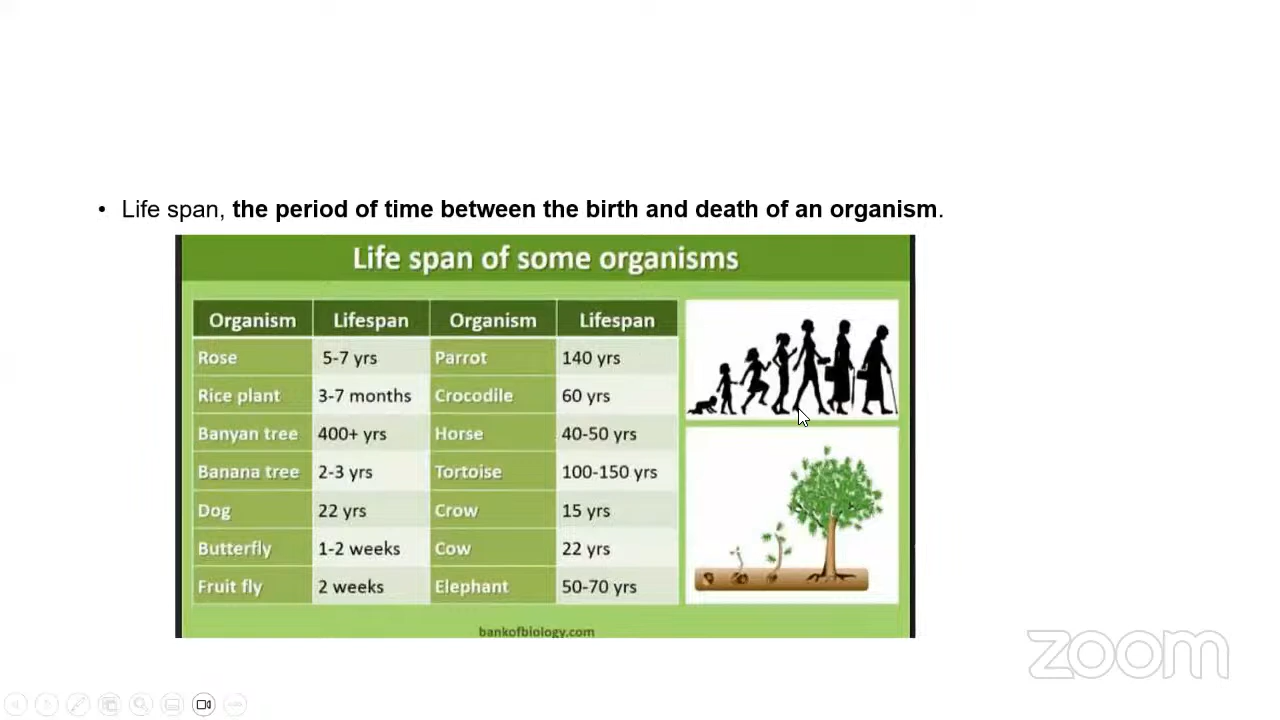 • Life span, the period of time between the birth and death of an organism.
Life span of some organisms
Organism Lifespan Organism Lifespan
Rose 5-7 yrs Parrot 140 yrs
Rice plant 3-7 months Crocodile 60 yrs
Banyan tree 400+ yrs Horse 40-50 yrs
Banana tree 2-3 yrs Tortoise 100-150 yrs
Dog 22 yrs Crow 15 yrs
Butterfly 1-2 weeks Cow 22 yrs
Fruit fly 2 weeks Elephant 50-70 yrs
bankofbiology.com
zoom